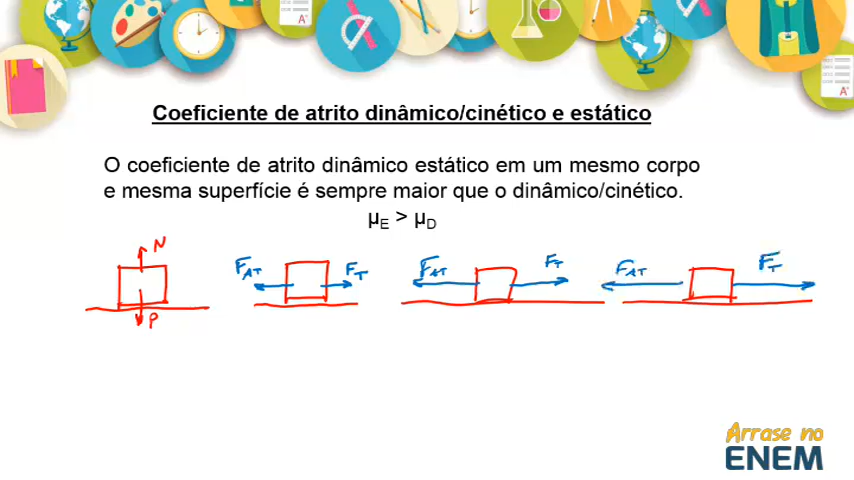 A+
A+
Coeficiente de atrito dinâmico/cinético e estático
O coeficiente de atrito dinâmico estático em um mesmo corpo
e mesma superfície é sempre maior que o dinâmico/cinético.
μE > μD
N
P
FAT
FT
FAT
FT
FAT
FT
Arrase no
ENEM